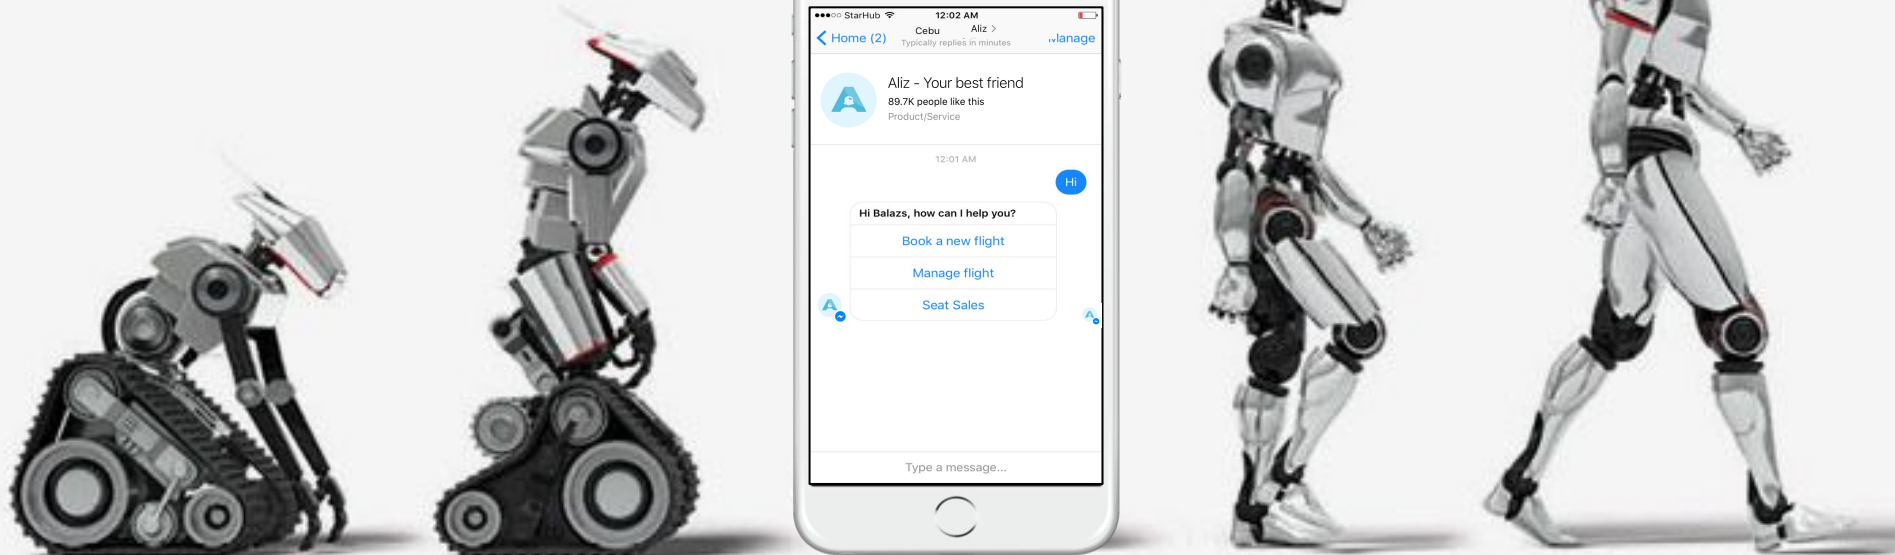 StarHub
12:02 AM
Home (2)
Cebu
Aliz
Manage
Typically replies in minutes
Aliz - Your best friend
89.7K people like this
Product/Service
12:01 AM
Hi
Hi Balazs, how can I help you?
Book a new flight
Manage flight
Seat Sales
Type a message...